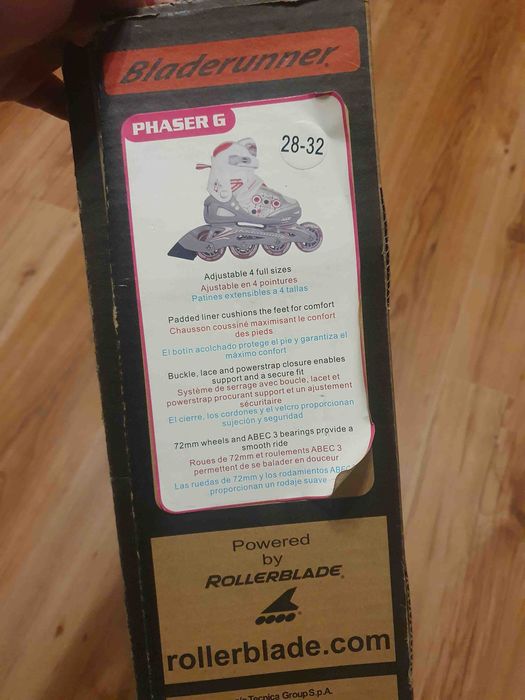 Bladerunner
PHASER G
28-32
Adjustable 4 full sizes
Ajustable en 4 pointures
Patines extensibles a 4 tallas
Padded liner cushions the feet for comfort
Chausson coussiné maximisant le confort
des pieds
El botin acolchado protege el pie y garantiza el
máximo confort
Buckle, lace and powerstrap closure enables
support and a secure fit
Système de serrage avec boucle, lacet et
powerstrap procurant support et un ajustement
sécuritaire
El cierre, los cordones y el velcro proporcionan
sujeción y seguridad
72mm wheels and ABEC 3 bearings provide a
smooth ride
Roues de 72mm et roulements ABEC 3
permettent de se balader en douceur
Las ruedas de 72mm y los rodamientos ABEC
proporcionan un rodaje suave
Powered
by
ROLLERBLADE
rollerblade.com
Tecnica Group S.p.A.